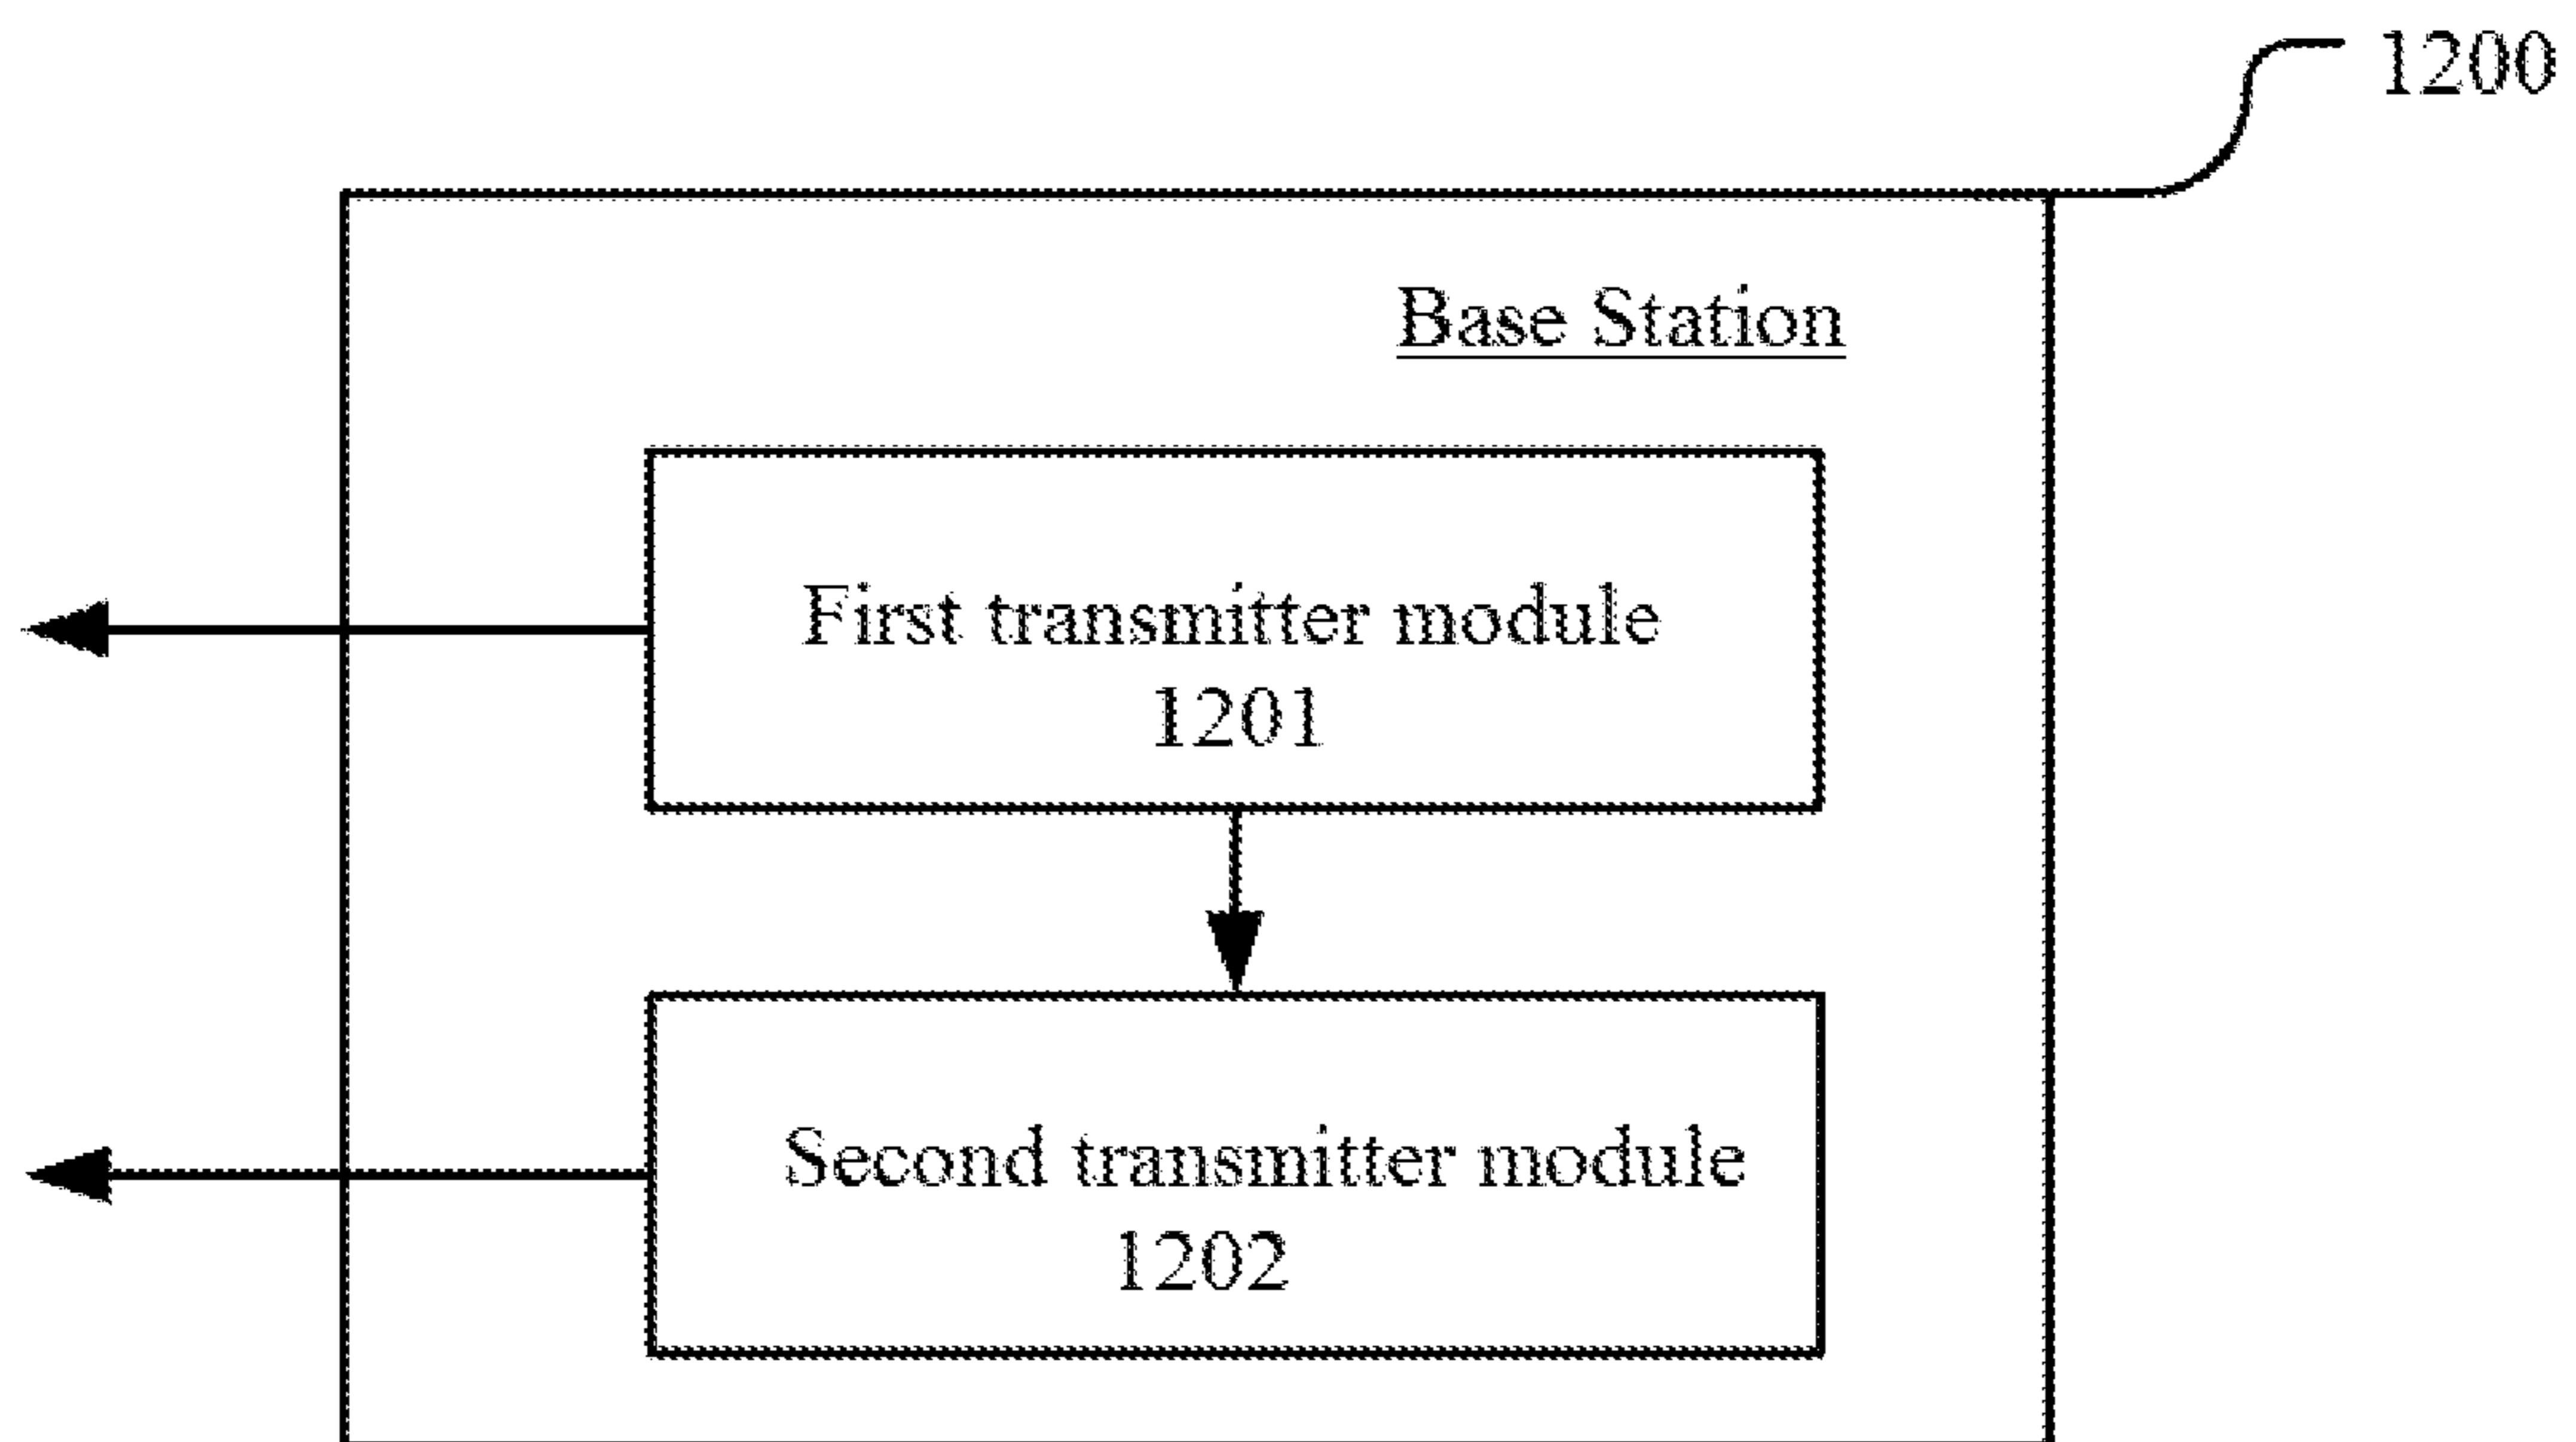 1200
Base Station
First transmitter module
1201
Second transmitter module
1202